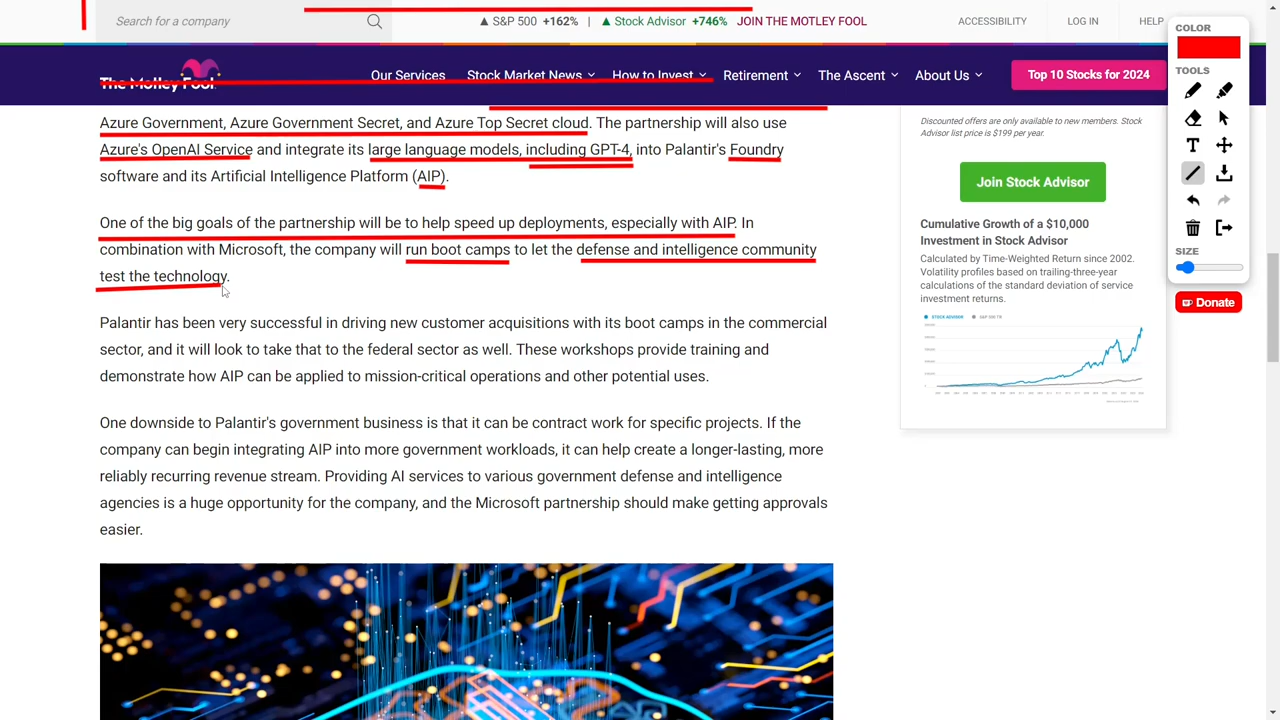 Search for a company
▲ S&P 500 +162% | ▲ Stock Advisor +746% JOIN THE MOTLEY FOOL
ACCESSIBILITY LOG IN HELP
The Motley Fool
Our Services Stock Market News How to Invest Retirement The Ascent About Us
Top 10 Stocks for 2024
Azure Government, Azure Government Secret, and Azure Top Secret cloud. The partnership will also use
Azure's OpenAI Service and integrate its large language models, including GPT-4, into Palantir's Foundry
software and its Artificial Intelligence Platform (AIP).
One of the big goals of the partnership will be to help speed up deployments, especially with AIP. In
combination with Microsoft, the company will run boot camps to let the defense and intelligence community
test the technology.
Palantir has been very successful in driving new customer acquisitions with its boot camps in the commercial
sector, and it will look to take that to the federal sector as well. These workshops provide training and
demonstrate how AIP can be applied to mission-critical operations and other potential uses.
One downside to Palantir's government business is that it can be contract work for specific projects. If the
company can begin integrating AIP into more government workloads, it can help create a longer-lasting, more
reliably recurring revenue stream. Providing AI services to various government defense and intelligence
agencies is a huge opportunity for the company, and the Microsoft partnership should make getting approvals
easier.
Discounted offers are only available to new members. Stock
Advisor list price is $199 per year.
Join Stock Advisor
Cumulative Growth of a $10,000
Investment in Stock Advisor
Calculated by Time-Weighted Return since 2002.
Volatility profiles based on trailing-three-year
calculations of the standard deviation of service
investment returns.
STOCK ADVISOR S&P 500 TR
COLOR
TOOLS
T
SIZE
Donate